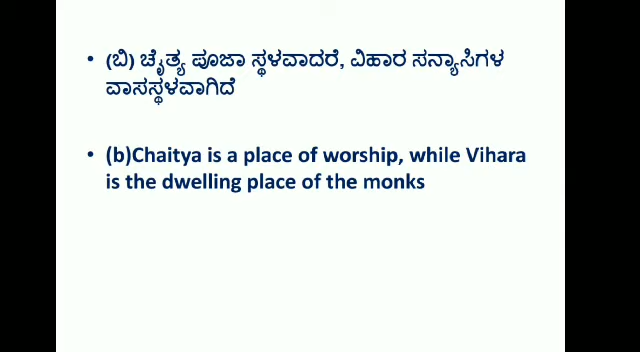 • (ಬಿ) ಚೈತ್ಯ ಪೂಜಾ ಸ್ಥಳವಾದರೆ, ವಿಹಾರ ಸನ್ಯಾಸಿಗಳ
ವಾಸಸ್ಥಳವಾಗಿದೆ
• (b)Chaitya is a place of worship, while Vihara
is the dwelling place of the monks